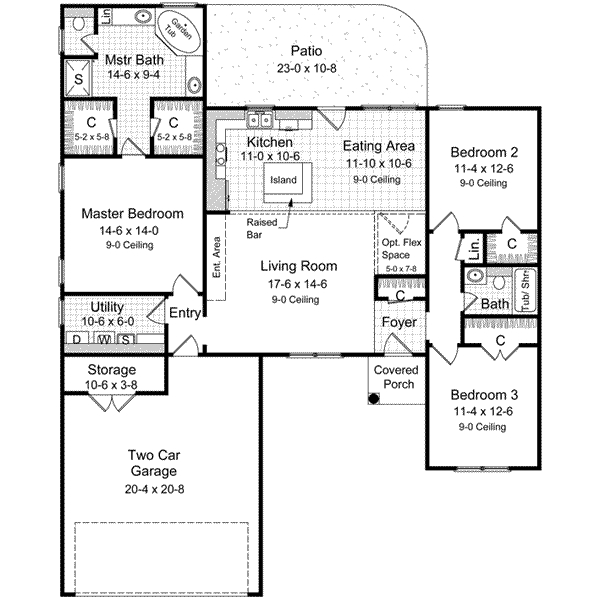 Lin
Garden
Tub
Mstr Bath
14-6 x 9-4
S
C
5-2 x 5-8
C
5-2 x 5-8
Patio
23-0 x 10-8
Kitchen
11-0 x 10-6
Island
Eating Area
11-10 x 10-6
9-0 Ceiling
Bedroom 2
11-4 x 12-6
9-0 Ceiling
Master Bedroom
14-6 x 14-0
9-0 Ceiling
Raised
Bar
Ent. Area
Opt. Flex
Space
5-0 x 7-8
Lin.
C
Living Room
17-6 x 14-6
9-0 Ceiling
C
Bath
Tub/ Shr.
Utility
10-6 x 6-0
D
W
S
Entry
Foyer
C
Storage
10-6 x 3-8
Covered
Porch
Bedroom 3
11-4 x 12-6
9-0 Ceiling
Two Car
Garage
20-4 x 20-8